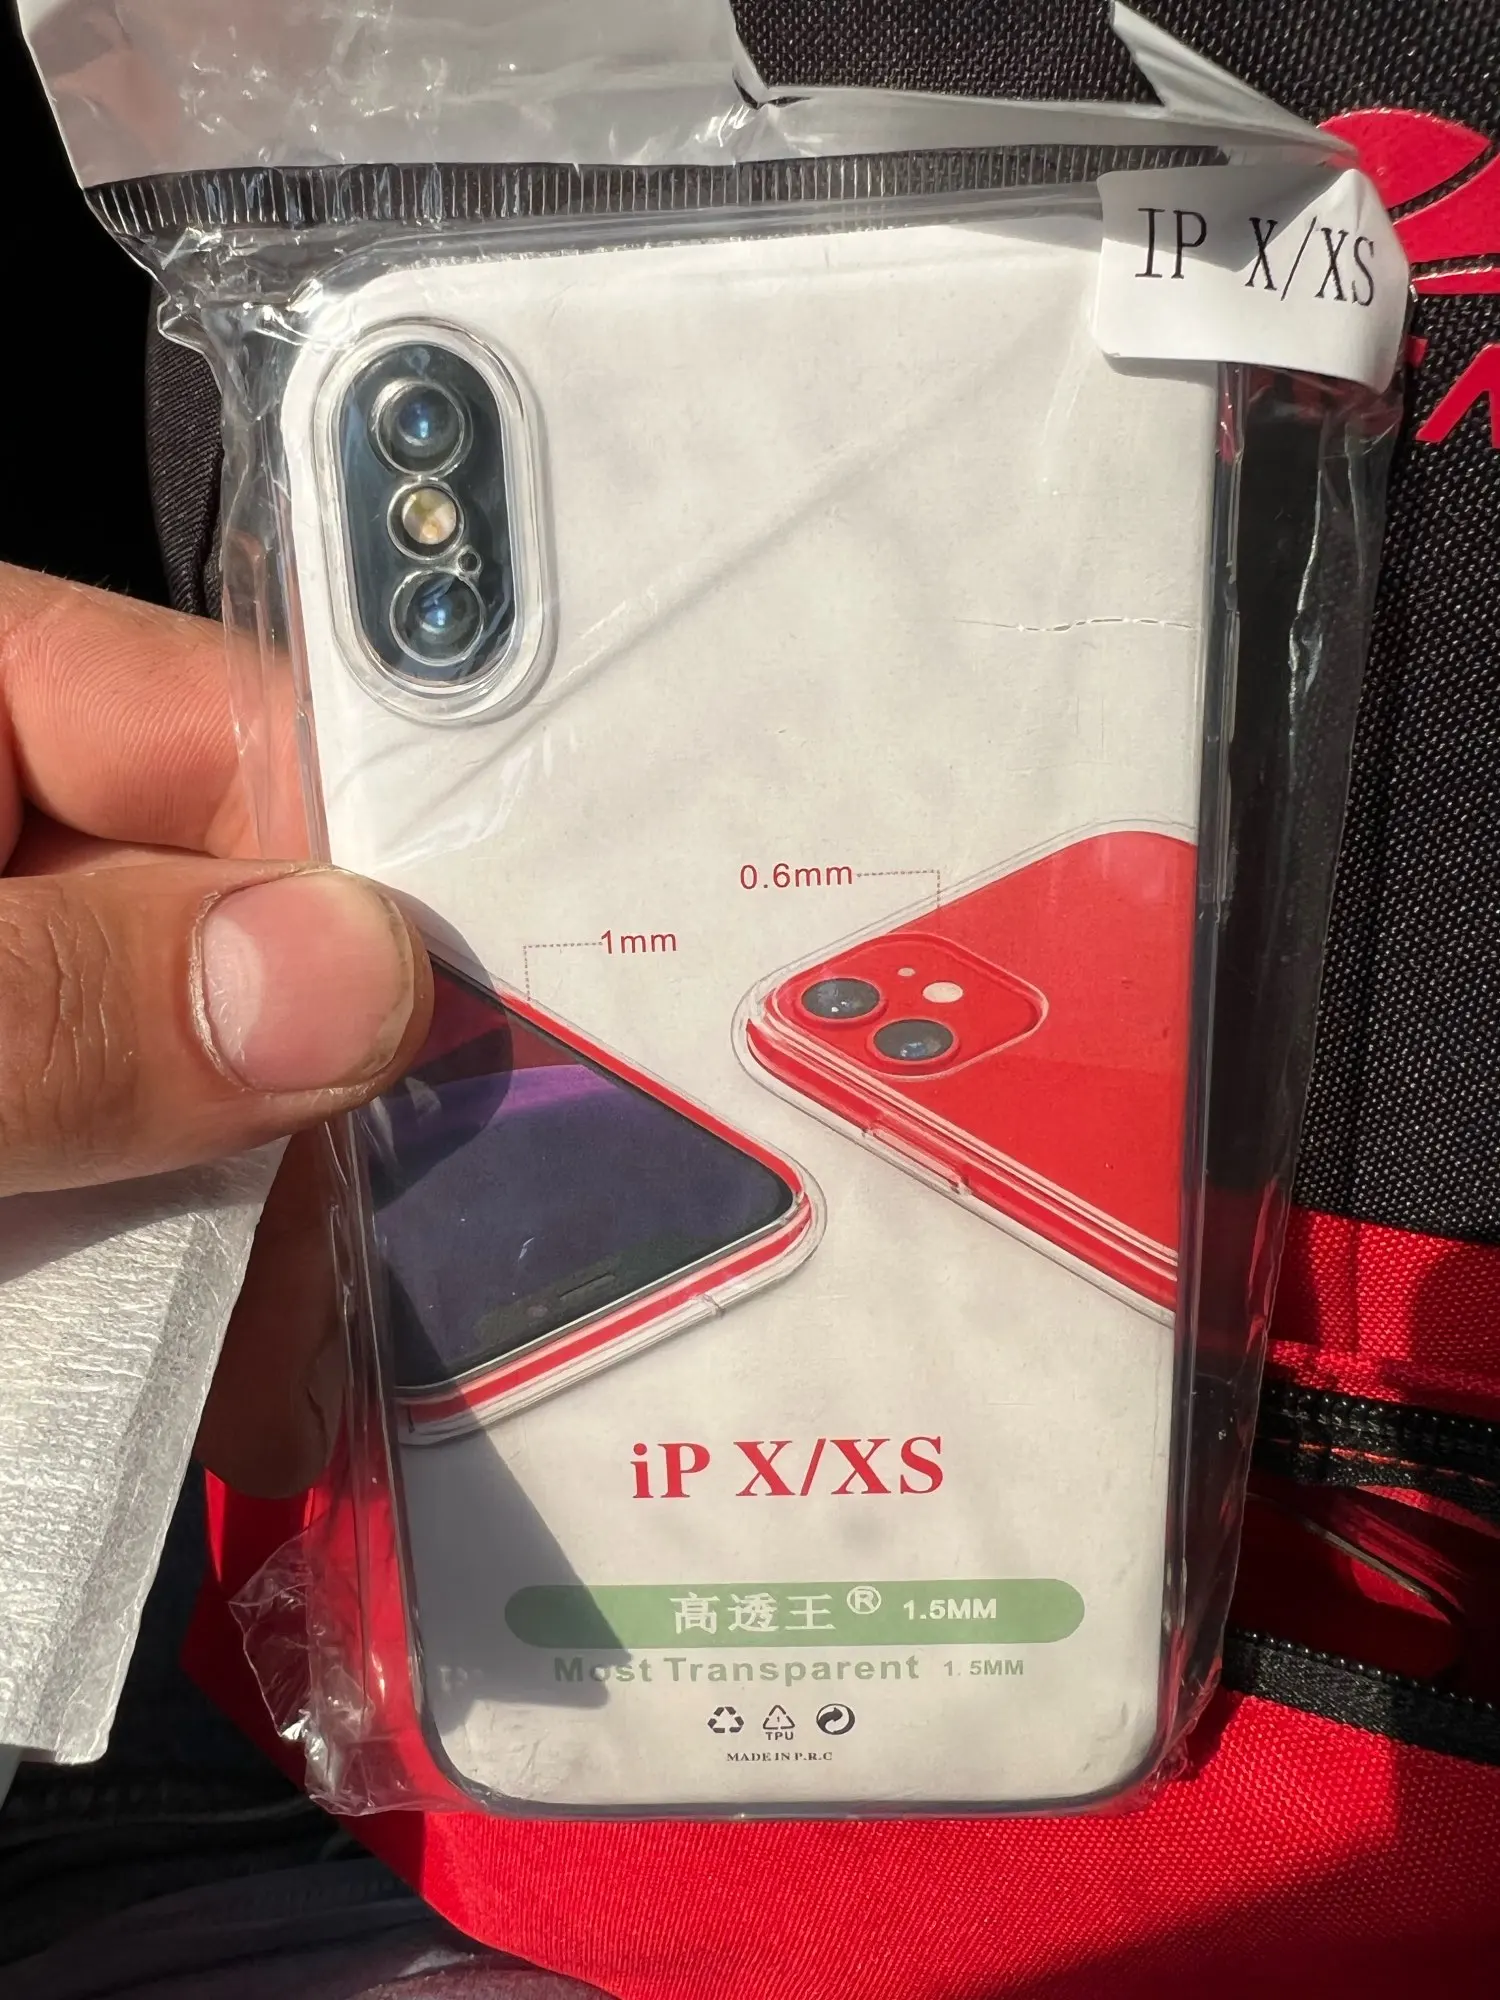 IP X/XS
0.6mm
1mm
iP X/XS
高透王® 1.5MM
Most Transparent 1.5MM
TPU
MADE IN P.R.C